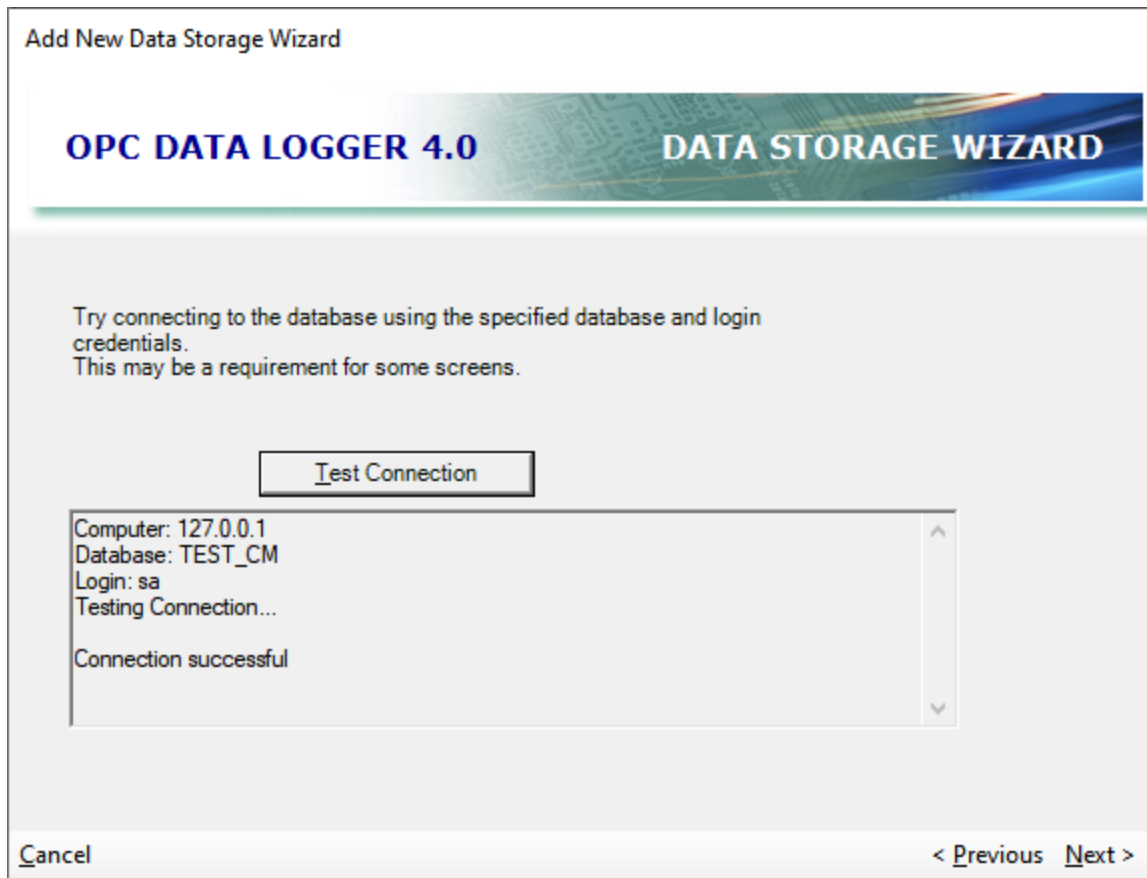 Add New Data Storage Wizard
OPC DATA LOGGER 4.0 DATA STORAGE WIZARD
Try connecting to the database using the specified database and login
credentials.
This may be a requirement for some screens.
Test Connection
Computer: 127.0.0.1
Database: TEST_CM
Login: sa
Testing Connection...
Connection successful
Cancel < Previous Next >